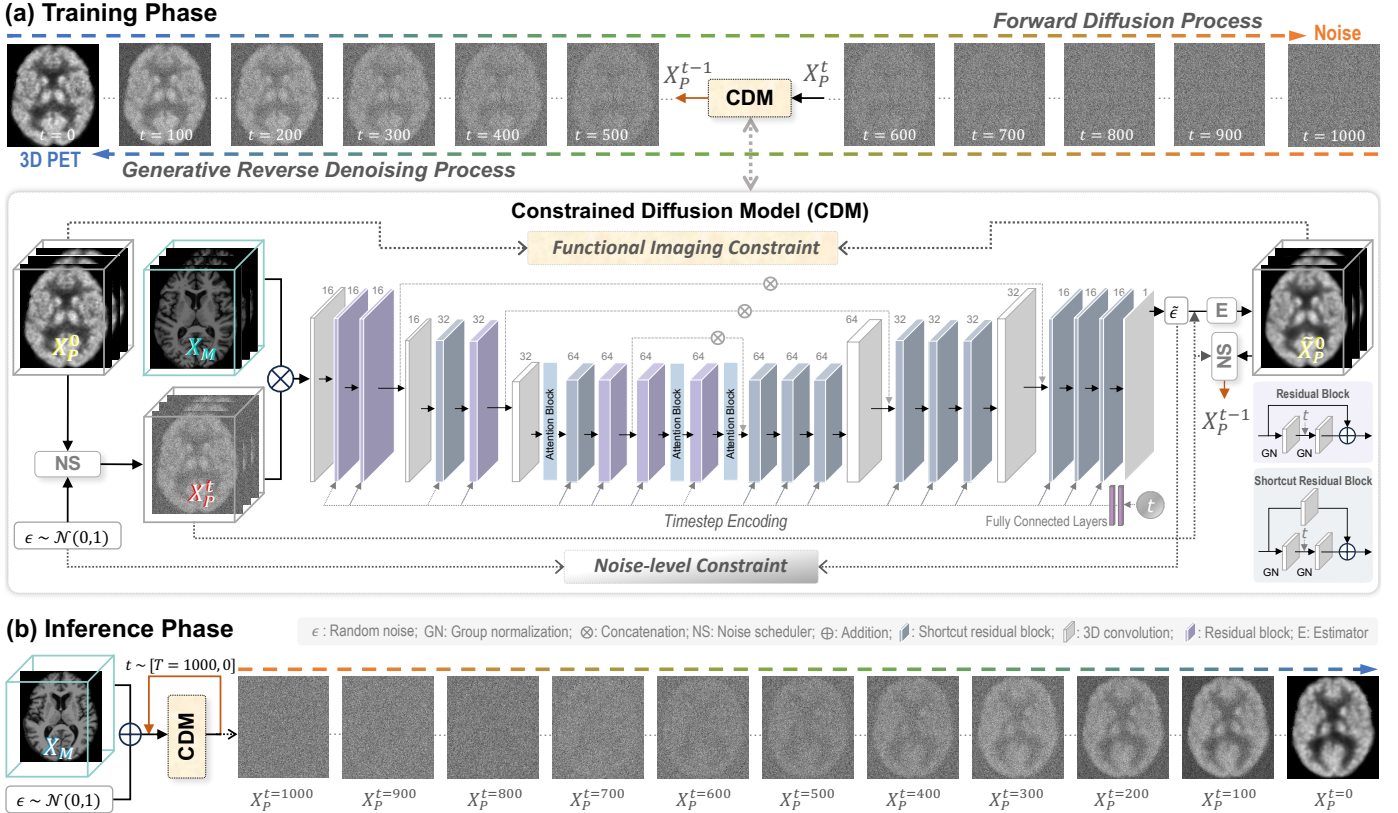 (a) Training Phase
Forward Diffusion Process
Noise
t = 0
t = 100
t = 200
t = 300
t = 400
t = 500
X_P^{t-1}
CDM
X_P^t
t = 600
t = 700
t = 800
t = 900
t = 1000
3D PET
Generative Reverse Denoising Process
Constrained Diffusion Model (CDM)
Functional Imaging Constraint
X_P^0
X_M
X_P^t
NS
ϵ ~ 𝒩(0,1)
16 16 16
16 32 32
32
Attention Block
64 64 64
Attention Block
64
Attention Block
64 64 64
64
32 32 32
32
16 16 16 1
ϵ̃
E
X̃_P^0
NS
X_P^{t-1}
Timestep Encoding
Fully Connected Layers
t
Noise-level Constraint
Residual Block
t
GN GN
Shortcut Residual Block
t
GN GN
(b) Inference Phase
ϵ : Random noise; GN: Group normalization; ⊗: Concatenation; NS: Noise scheduler; ⊕: Addition; : Shortcut residual block; : 3D convolution; : Residual block; E: Estimator
t ~ [T = 1000, 0]
X_M
CDM
ϵ ~ 𝒩(0,1)
X_P^{t=1000}
X_P^{t=900}
X_P^{t=800}
X_P^{t=700}
X_P^{t=600}
X_P^{t=500}
X_P^{t=400}
X_P^{t=300}
X_P^{t=200}
X_P^{t=100}
X_P^{t=0}